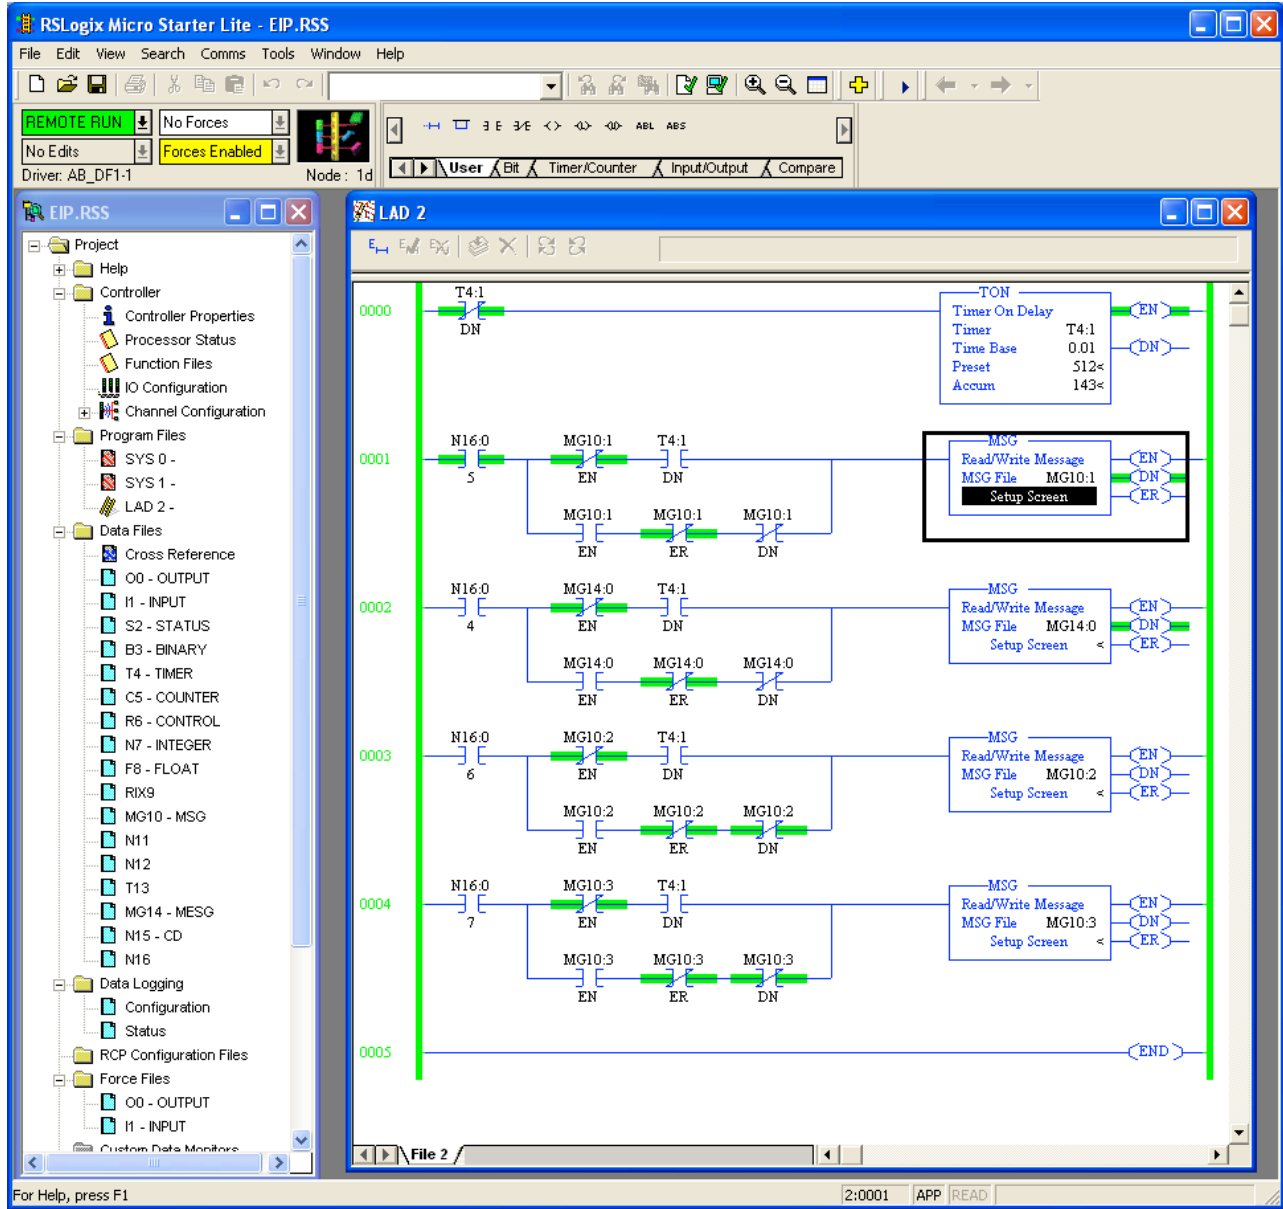 RSLogix Micro Starter Lite - EIP.RSS
File Edit View Search Comms Tools Window Help
REMOTE RUN No Forces
No Edits Forces Enabled
Driver: AB_DF1-1 Node : 1d
ABL ABS
User Bit Timer/Counter Input/Output Compare
EIP.RSS
Project
Help
Controller
Controller Properties
Processor Status
Function Files
IO Configuration
Channel Configuration
Program Files
SYS 0 -
SYS 1 -
LAD 2 -
Data Files
Cross Reference
O0 - OUTPUT
I1 - INPUT
S2 - STATUS
B3 - BINARY
T4 - TIMER
C5 - COUNTER
R6 - CONTROL
N7 - INTEGER
F8 - FLOAT
RIX9
MG10 - MSG
N11
N12
T13
MG14 - MESG
N15 - CD
N16
Data Logging
Configuration
Status
RCP Configuration Files
Force Files
O0 - OUTPUT
I1 - INPUT
Custom Data Monitors
LAD 2
T4:1 TON
0000 Timer On Delay EN
DN Timer T4:1
Time Base 0.01 DN
Preset 512<
Accum 143<
N16:0 MG10:1 T4:1 MSG
0001 Read/Write Message EN
5 EN DN MSG File MG10:1 DN
Setup Screen ER
MG10:1 MG10:1 MG10:1
EN ER DN
N16:0 MG14:0 T4:1 MSG
0002 Read/Write Message EN
4 EN DN MSG File MG14:0 DN
Setup Screen < ER
MG14:0 MG14:0 MG14:0
EN ER DN
N16:0 MG10:2 T4:1 MSG
0003 Read/Write Message EN
6 EN DN MSG File MG10:2 DN
Setup Screen < ER
MG10:2 MG10:2 MG10:2
EN ER DN
N16:0 MG10:3 T4:1 MSG
0004 Read/Write Message EN
7 EN DN MSG File MG10:3 DN
Setup Screen < ER
MG10:3 MG10:3 MG10:3
EN ER DN
0005 END
File 2
For Help, press F1 2:0001 APP READ